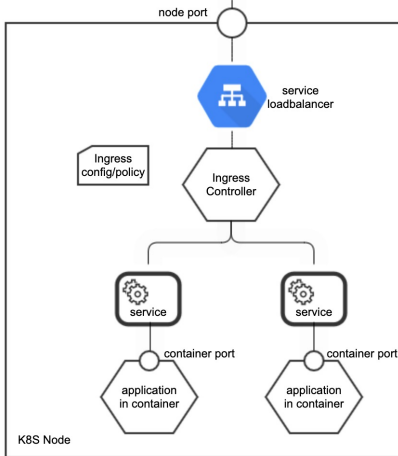 node port
service
loadbalancer
Ingress
config/policy
Ingress
Controller
service
service
container port
container port
application
in container
application
in container
K8S Node